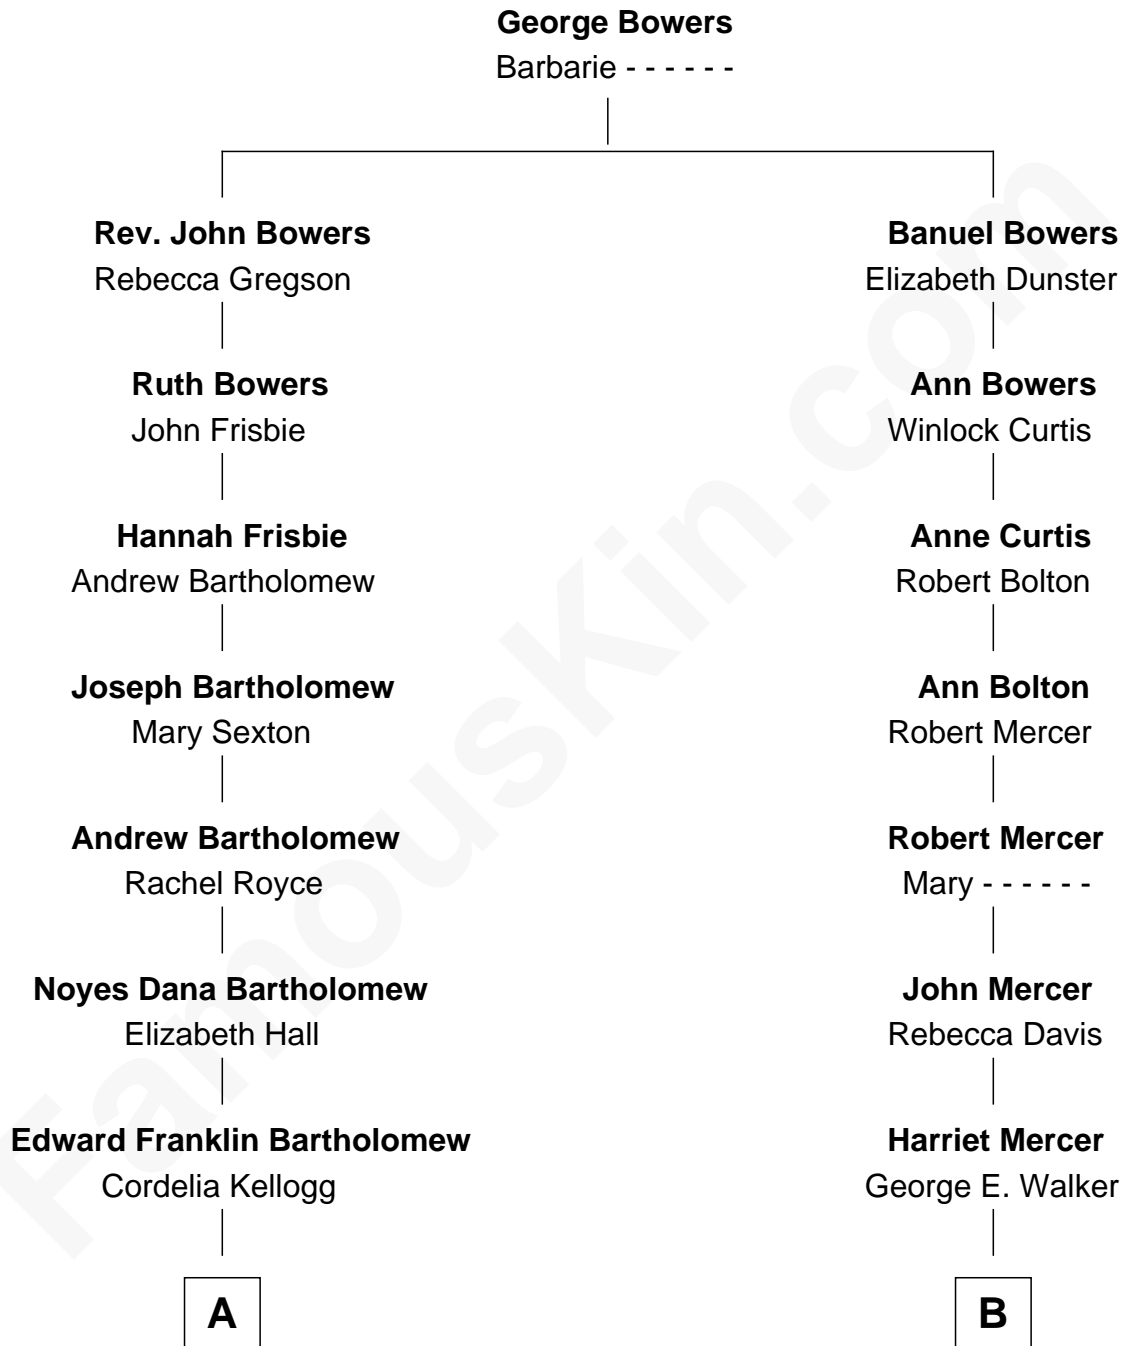 George Bowers
Barbarie - - - - - -
Rev. John Bowers
Rebecca Gregson
Banuel Bowers
Elizabeth Dunster
Ruth Bowers
John Frisbie
Ann Bowers
Winlock Curtis
Hannah Frisbie
Andrew Bartholomew
Anne Curtis
Robert Bolton
Joseph Bartholomew
Mary Sexton
Ann Bolton
Robert Mercer
Andrew Bartholomew
Rachel Royce
Robert Mercer
Mary - - - - - -
Noyes Dana Bartholomew
Elizabeth Hall
John Mercer
Rebecca Davis
Edward Franklin Bartholomew
Cordelia Kellogg
Harriet Mercer
George E. Walker
A
B
FamousKin.com